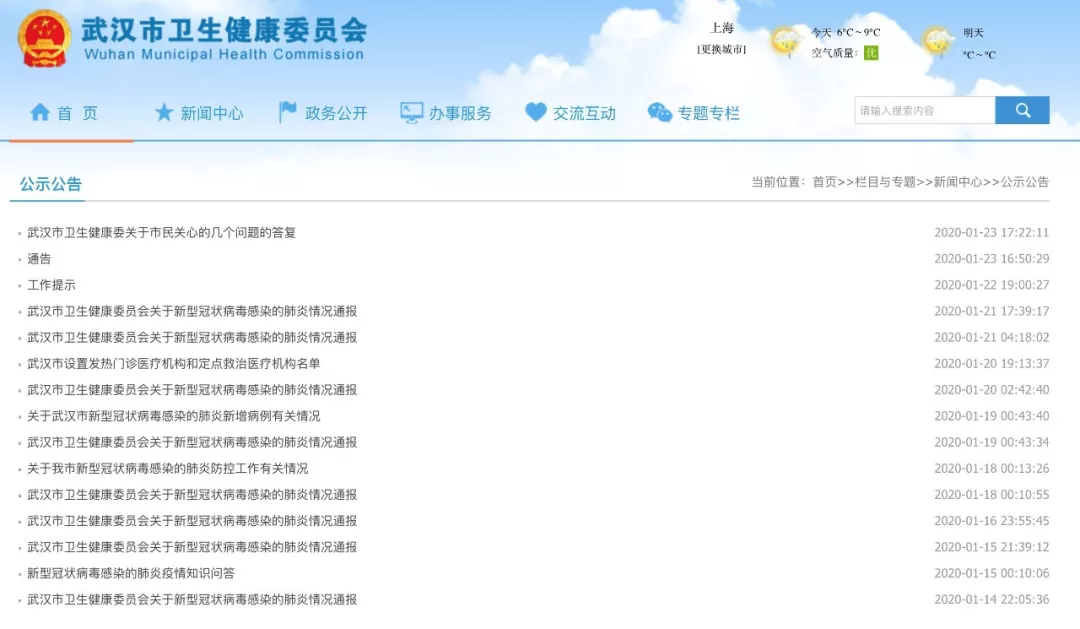 武汉市卫生健康委员会
Wuhan Municipal Health Commission
上海
[更换城市]
今天 6℃~9℃
空气质量：优
明天
℃~℃
首 页
新闻中心
政务公开
办事服务
交流互动
专题专栏
请输入搜索内容
公示公告
当前位置：首页>>栏目与专题>>新闻中心>>公示公告
武汉市卫生健康委关于市民关心的几个问题的答复 2020-01-23 17:22:11
通告 2020-01-23 16:50:29
工作提示 2020-01-22 19:00:27
武汉市卫生健康委员会关于新型冠状病毒感染的肺炎情况通报 2020-01-21 17:39:17
武汉市卫生健康委员会关于新型冠状病毒感染的肺炎情况通报 2020-01-21 04:18:02
武汉市设置发热门诊医疗机构和定点救治医疗机构名单 2020-01-20 19:13:37
武汉市卫生健康委员会关于新型冠状病毒感染的肺炎情况通报 2020-01-20 02:42:40
关于武汉市新型冠状病毒感染的肺炎新增病例有关情况 2020-01-19 00:43:40
武汉市卫生健康委员会关于新型冠状病毒感染的肺炎情况通报 2020-01-19 00:43:34
关于我市新型冠状病毒感染的肺炎防控工作有关情况 2020-01-18 00:13:26
武汉市卫生健康委员会关于新型冠状病毒感染的肺炎情况通报 2020-01-18 00:10:55
武汉市卫生健康委员会关于新型冠状病毒感染的肺炎情况通报 2020-01-16 23:55:45
武汉市卫生健康委员会关于新型冠状病毒感染的肺炎情况通报 2020-01-15 21:39:12
新型冠状病毒感染的肺炎疫情知识问答 2020-01-15 00:10:06
武汉市卫生健康委员会关于新型冠状病毒感染的肺炎情况通报 2020-01-14 22:05:36